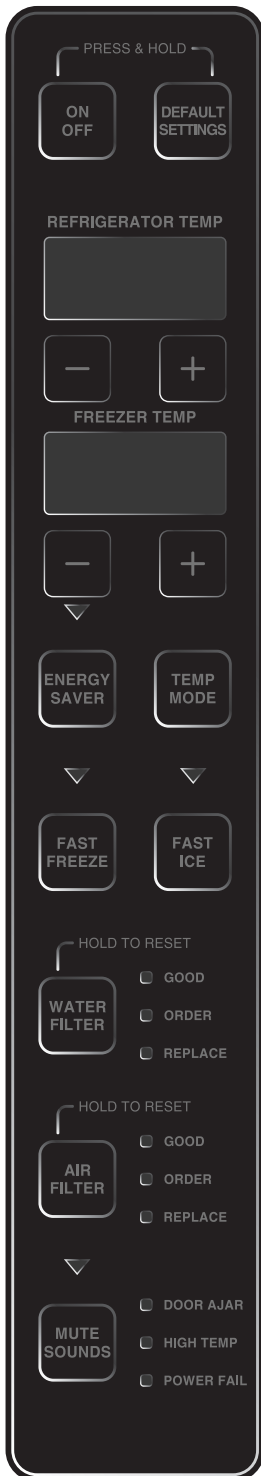 PRESS & HOLD
ON
OFF
DEFAULT
SETTINGS
REFRIGERATOR TEMP
− +
FREEZER TEMP
− +
ENERGY
SAVER
TEMP
MODE
FAST
FREEZE
FAST
ICE
HOLD TO RESET
WATER
FILTER
GOOD
ORDER
REPLACE
HOLD TO RESET
AIR
FILTER
GOOD
ORDER
REPLACE
MUTE
SOUNDS
DOOR AJAR
HIGH TEMP
POWER FAIL